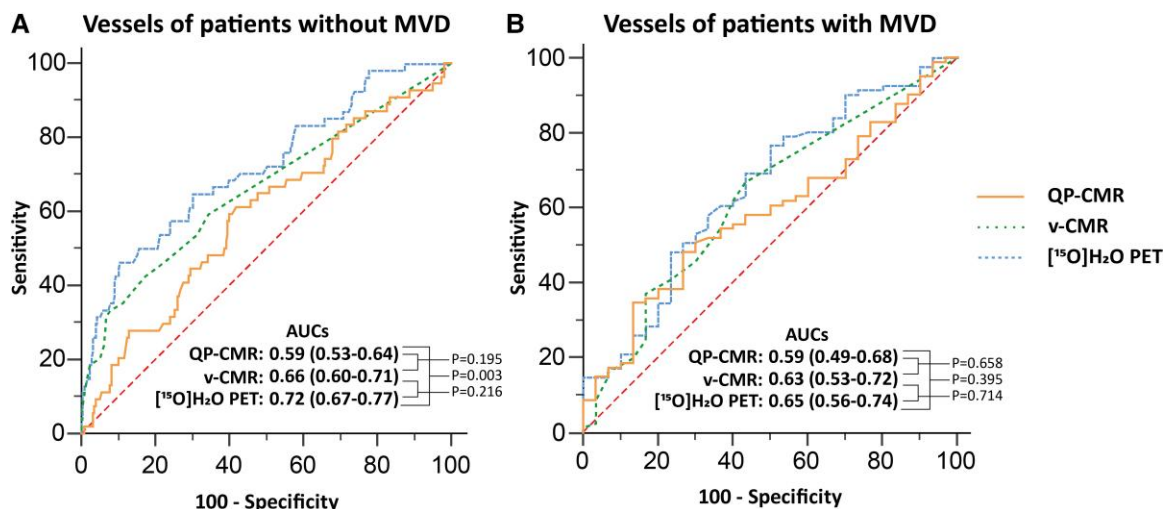 A Vessels of patients without MVD
100
80
60
40
20
0
Sensitivity
0 20 40 60 80 100
100 - Specificity
AUCs
QP-CMR: 0.59 (0.53-0.64)
v-CMR: 0.66 (0.60-0.71)
[¹⁵O]H₂O PET: 0.72 (0.67-0.77)
P=0.195
P=0.003
P=0.216
B Vessels of patients with MVD
100
80
60
40
20
0
Sensitivity
0 20 40 60 80 100
100 - Specificity
AUCs
QP-CMR: 0.59 (0.49-0.68)
v-CMR: 0.63 (0.53-0.72)
[¹⁵O]H₂O PET: 0.65 (0.56-0.74)
P=0.658
P=0.395
P=0.714
QP-CMR
v-CMR
[¹⁵O]H₂O PET